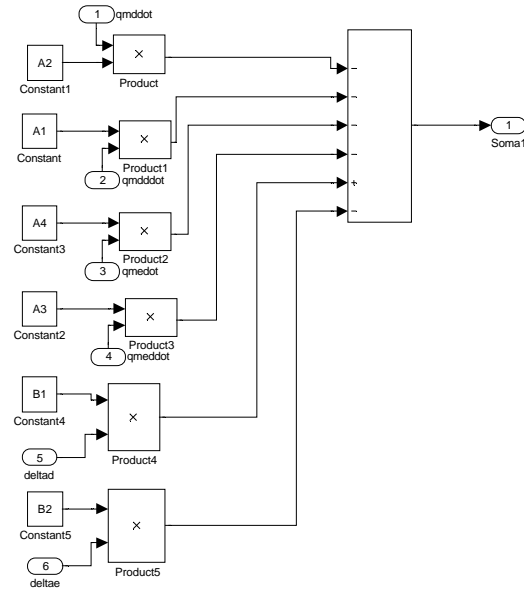 1
qmddot
A2
Constant1
×
Product
−
−
−
−
+
−
1
Soma1
A1
Constant
×
Product1
2
qmdddot
A4
Constant3
×
Product2
3
qmedot
A3
Constant2
×
Product3
4
qmeddot
B1
Constant4
×
Product4
5
deltad
B2
Constant5
×
Product5
6
deltae